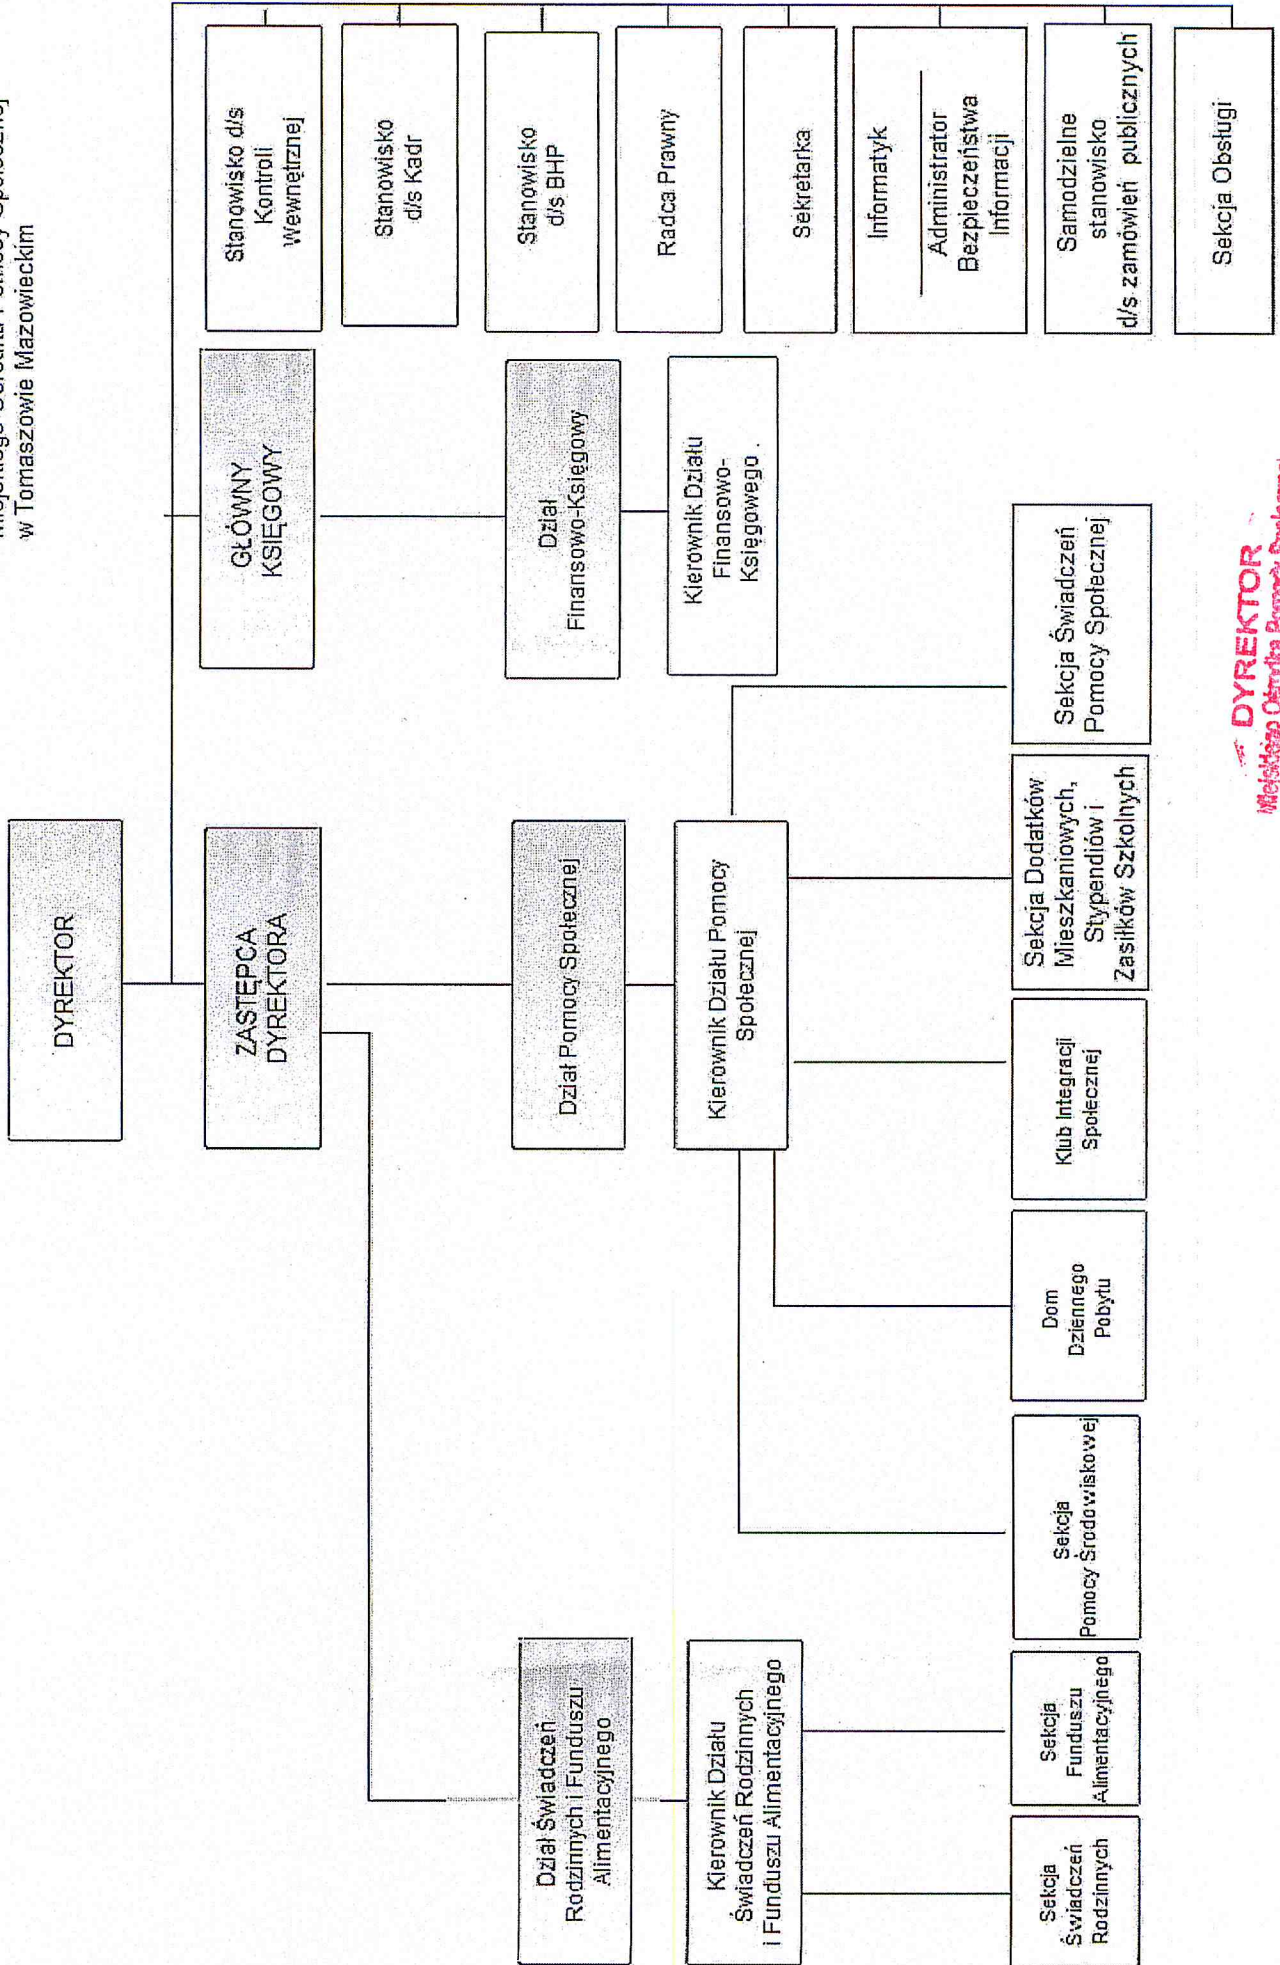 w Tomaszowie Mazowieckim
DYREKTOR
ZASTĘPCA
DYREKTORA
GŁÓWNY
KSIĘGOWY
Stanowisko d/s
Kontroli
Wewnętrznej
Stanowisko
d/s Kadr
Stanowisko
d/s BHP
Radca Prawny
Sekretarka
Informatyk
Administrator
Bezpieczeństwa
Informacji
Samodzielne
stanowisko
d/s zamówień publicznych
Sekcja Obsługi
Dział Świadczeń
Rodzinnych i Funduszu
Alimentacyjnego
Dział Pomocy Społecznej
Dział
Finansowo-Księgowy
Kierownik Działu
Świadczeń Rodzinnych
i Funduszu Alimentacyjnego
Kierownik Działu Pomocy
Społecznej
Kierownik Działu
Finansowo-
Księgowego .
Sekcja
Świadczeń
Rodzinnych
Sekcja
Funduszu
Alimentacyjnego
Sekcja
Pomocy Środowiskowej
Dom
Dziennego
Pobytu
Klub Integracji
Społecznej
Sekcja Dodatków
Mieszkaniowych,
Stypendiów i
Zasiłków Szkolnych
Sekcja Świadczeń
Pomocy Społecznej
DYREKTOR
Miejskiego Ośrodka Pomocy Społecznej